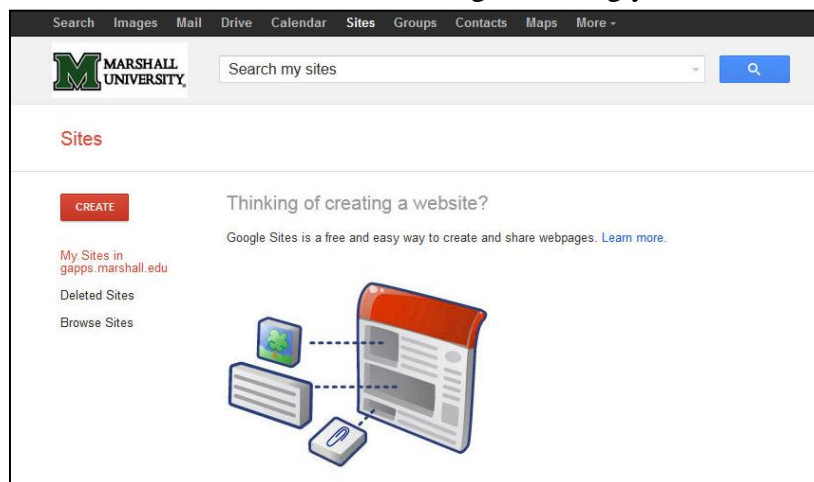 Search Images Mail Drive Calendar Sites Groups Contacts Maps More
MARSHALL
UNIVERSITY®
Search my sites
Sites
CREATE
Thinking of creating a website?
Google Sites is a free and easy way to create and share webpages. Learn more.
My Sites in
gapps.marshall.edu
Deleted Sites
Browse Sites